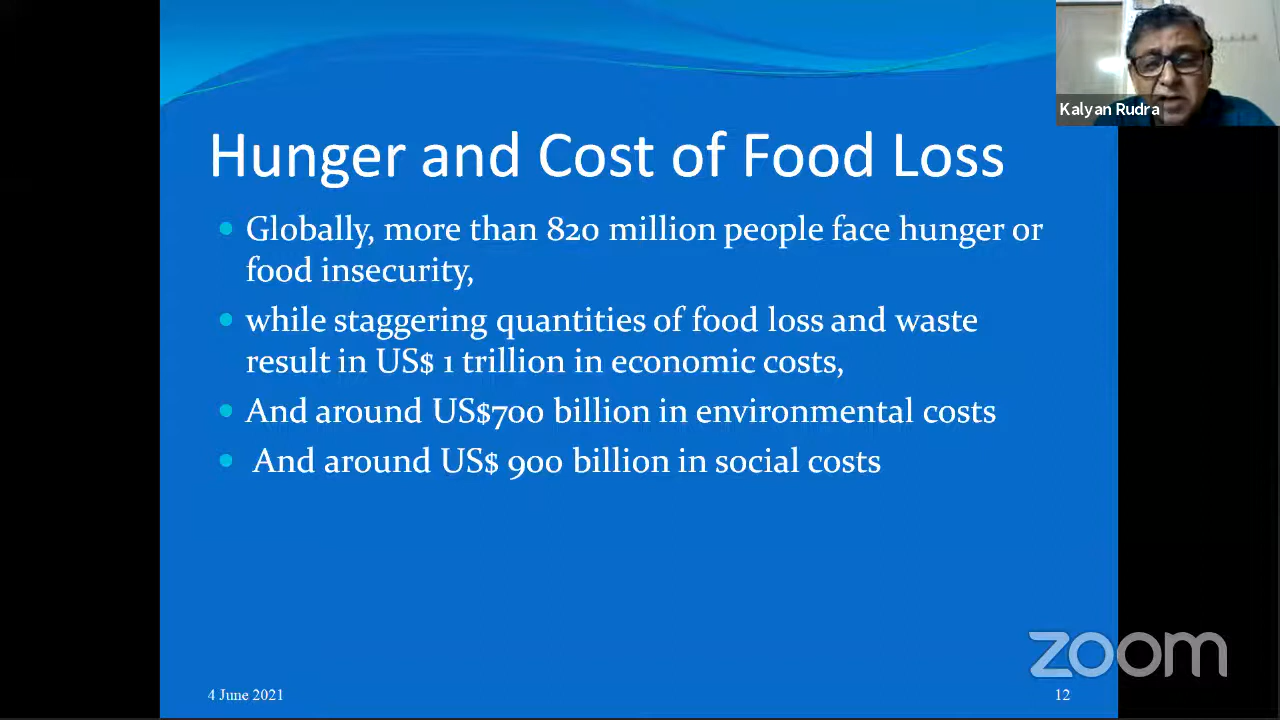 Kalyan Rudra
Hunger and Cost of Food Loss
Globally, more than 820 million people face hunger or
food insecurity,
while staggering quantities of food loss and waste
result in US$ 1 trillion in economic costs,
And around US$700 billion in environmental costs
And around US$ 900 billion in social costs
zoom
4 June 2021
12